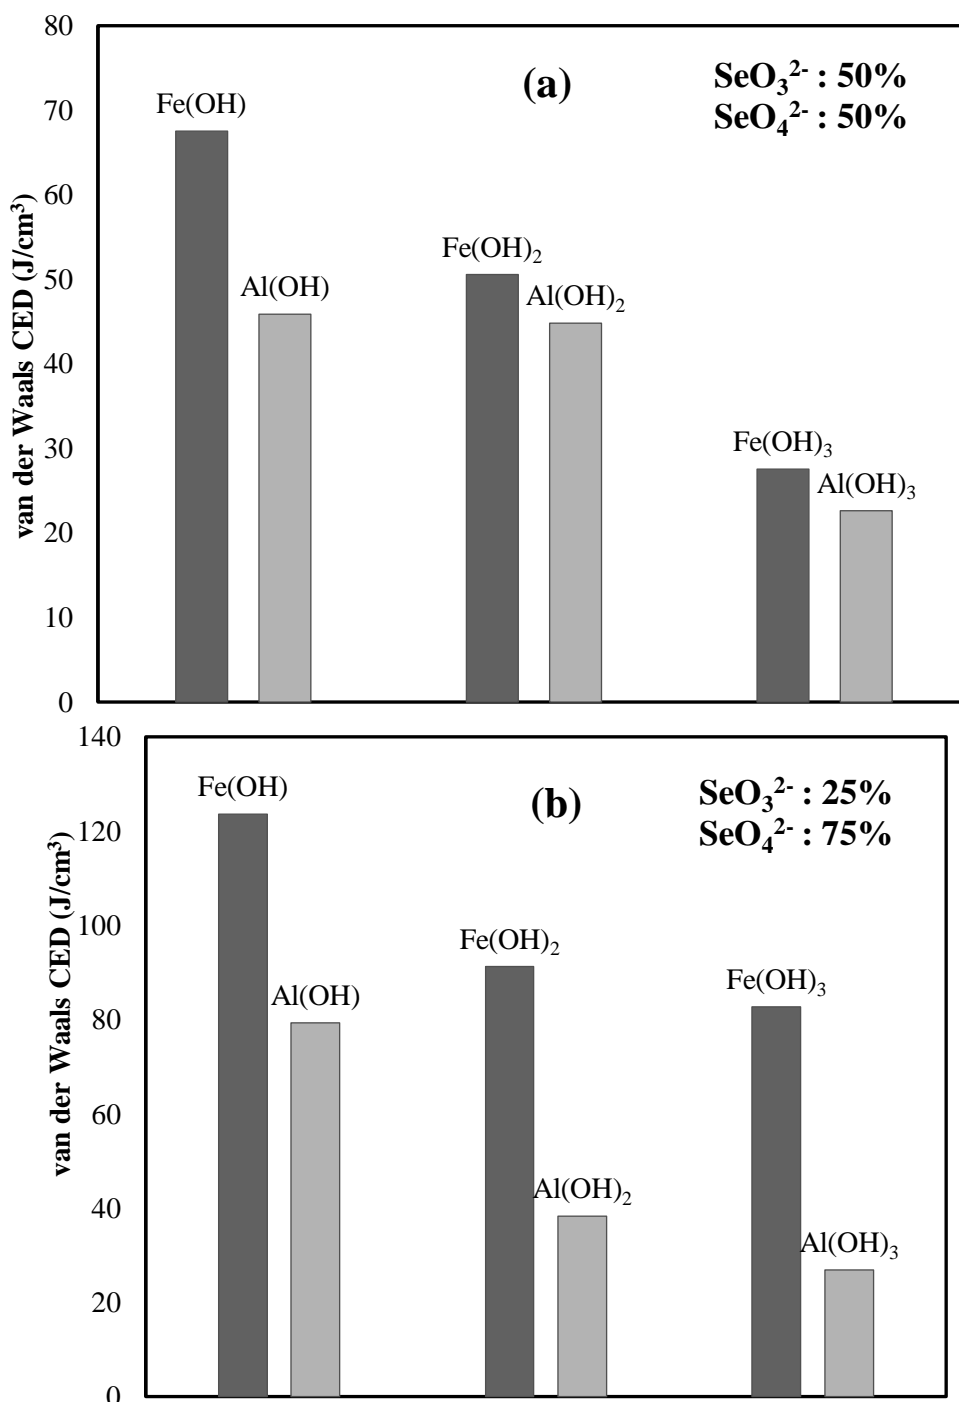 80
70
60
50
40
30
20
10
0
van der Waals CED (J/cm³)
(a)
SeO₃²⁻ : 50%
SeO₄²⁻ : 50%
Fe(OH)
Al(OH)
Fe(OH)₂
Al(OH)₂
Fe(OH)₃
Al(OH)₃
140
120
100
80
60
40
20
0
van der Waals CED (J/cm³)
(b)
SeO₃²⁻ : 25%
SeO₄²⁻ : 75%
Fe(OH)
Al(OH)
Fe(OH)₂
Al(OH)₂
Fe(OH)₃
Al(OH)₃